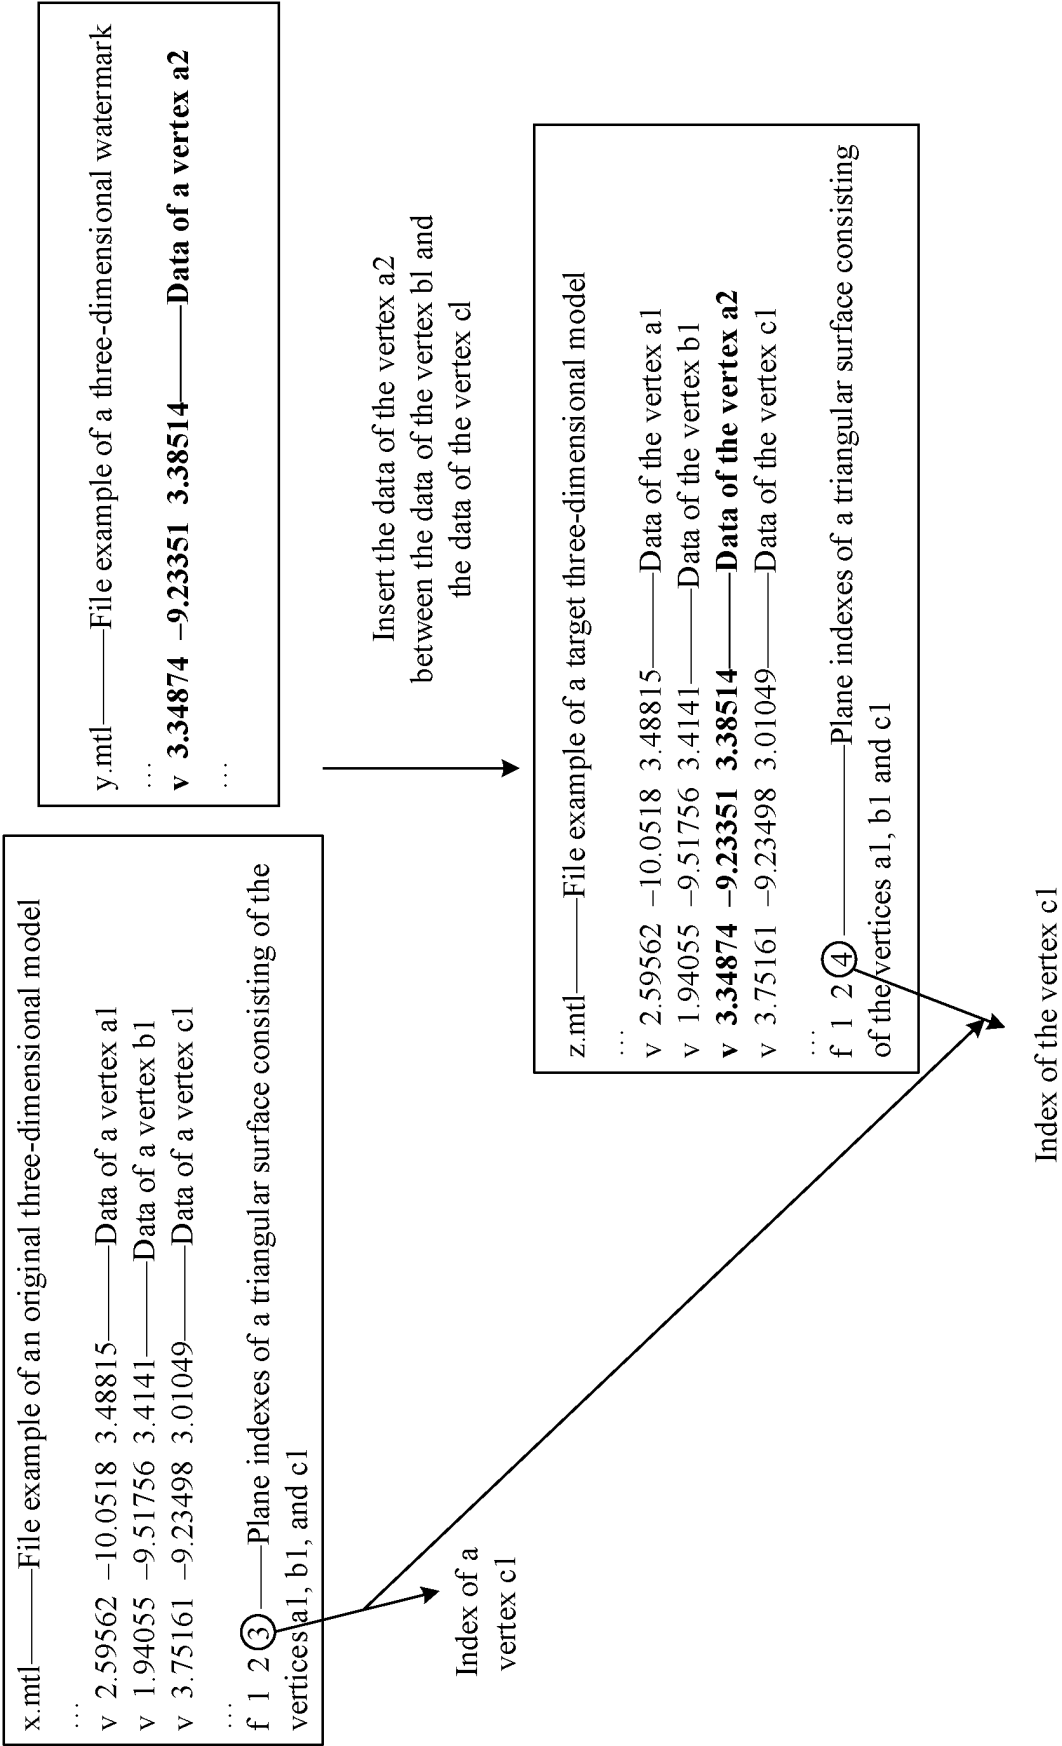 x.mtl———File example of an original three-dimensional model
...
v 2.59562 –10.0518 3.48815———Data of a vertex a1
v 1.94055 –9.51756 3.4141———Data of a vertex b1
v 3.75161 –9.23498 3.01049———Data of a vertex c1
...
f 1 2 3———Plane indexes of a triangular surface consisting of the
vertices a1, b1, and c1
Index of a
vertex c1
y.mtl———File example of a three-dimensional watermark
...
v 3.34874 –9.23351 3.38514———Data of a vertex a2
...
Insert the data of the vertex a2
between the data of the vertex bl and
the data of the vertex cl
z.mtl———File example of a target three-dimensional model
...
v 2.59562 –10.0518 3.48815———Data of the vertex a1
v 1.94055 –9.51756 3.4141———Data of the vertex b1
v 3.34874 –9.23351 3.38514———Data of the vertex a2
v 3.75161 –9.23498 3.01049———Data of the vertex c1
...
f 1 2 4———Plane indexes of a triangular surface consisting
of the vertices a1, b1 and c1
Index of the vertex c1